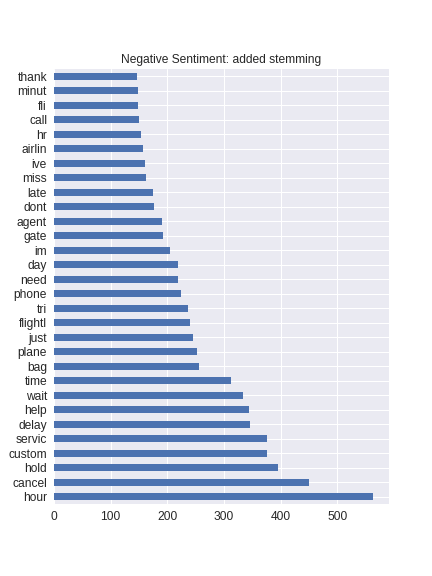 Negative Sentiment: added stemming
thank
minut
fli
call
hr
airlin
ive
miss
late
dont
agent
gate
im
day
need
phone
tri
flightl
just
plane
bag
time
wait
help
delay
servic
custom
hold
cancel
hour
0 100 200 300 400 500